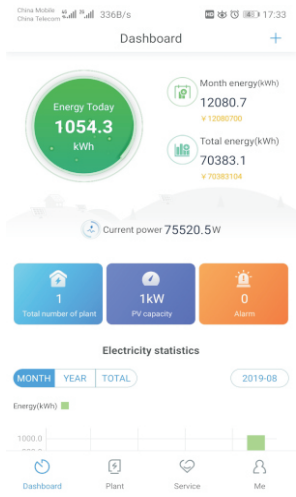 China Mobile
China Telecom
336B/s
HD
17:33
Dashboard
+
Energy Today
1054.3
kWh
Month energy(kWh)
12080.7
¥ 12080700
Total energy(kWh)
70383.1
¥ 70383104
Current power 75520.5W
1
Total number of plant
1kW
PV capacity
0
Alarm
Electricity statistics
MONTH YEAR TOTAL 2019-08
Energy(kWh)
1000.0
Dashboard Plant Service Me